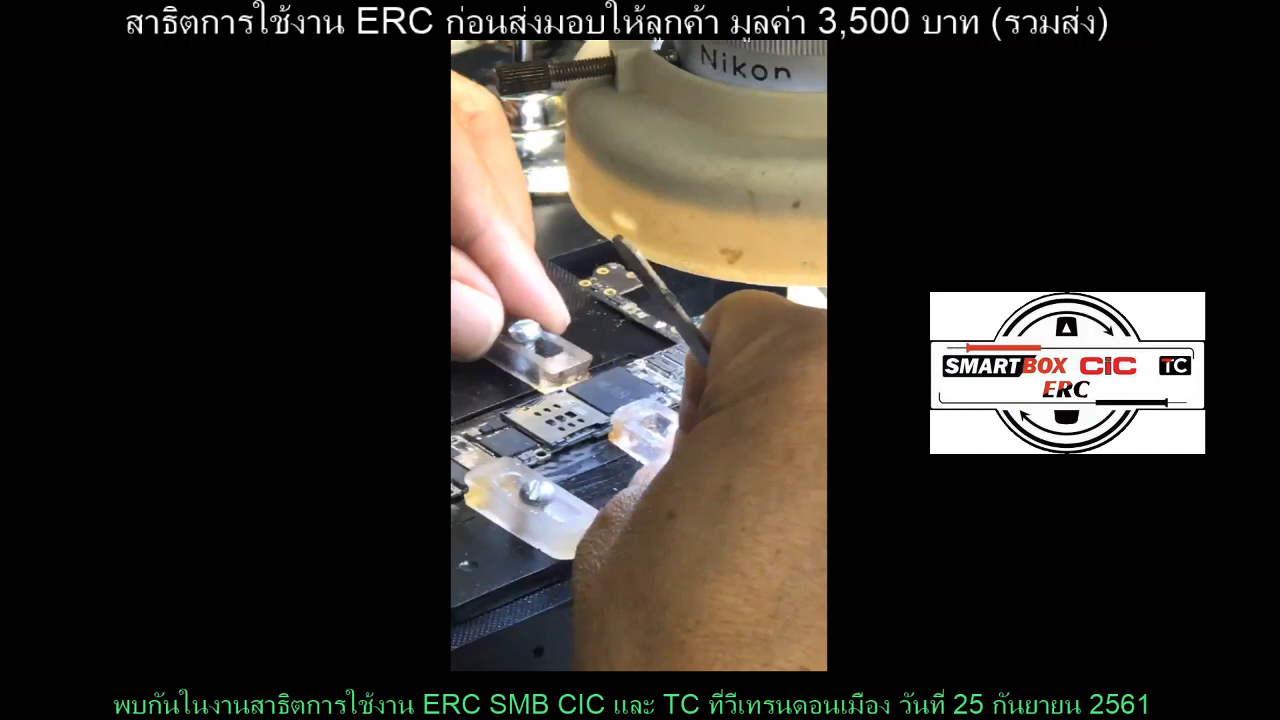 สาธิตการใช้งาน ERC ก่อนส่งมอบให้ลูกค้า มูลค่า 3,500 บาท (รวมส่ง)
Nikon
SMARTBOX CiC TC
ERC
พบกันในงานสาธิตการใช้งาน ERC SMB CIC และ TC ที่วีเทรนดอนเมือง วันที่ 25 กันยายน 2561